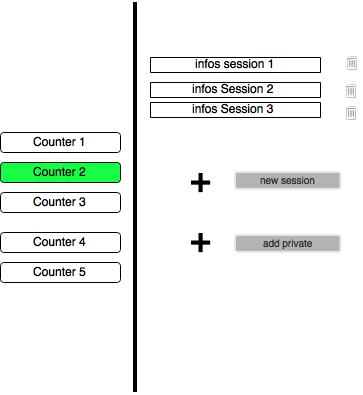 infos session 1
infos Session 2
infos Session 3
Counter 1
Counter 2
Counter 3
Counter 4
Counter 5
new session
add private